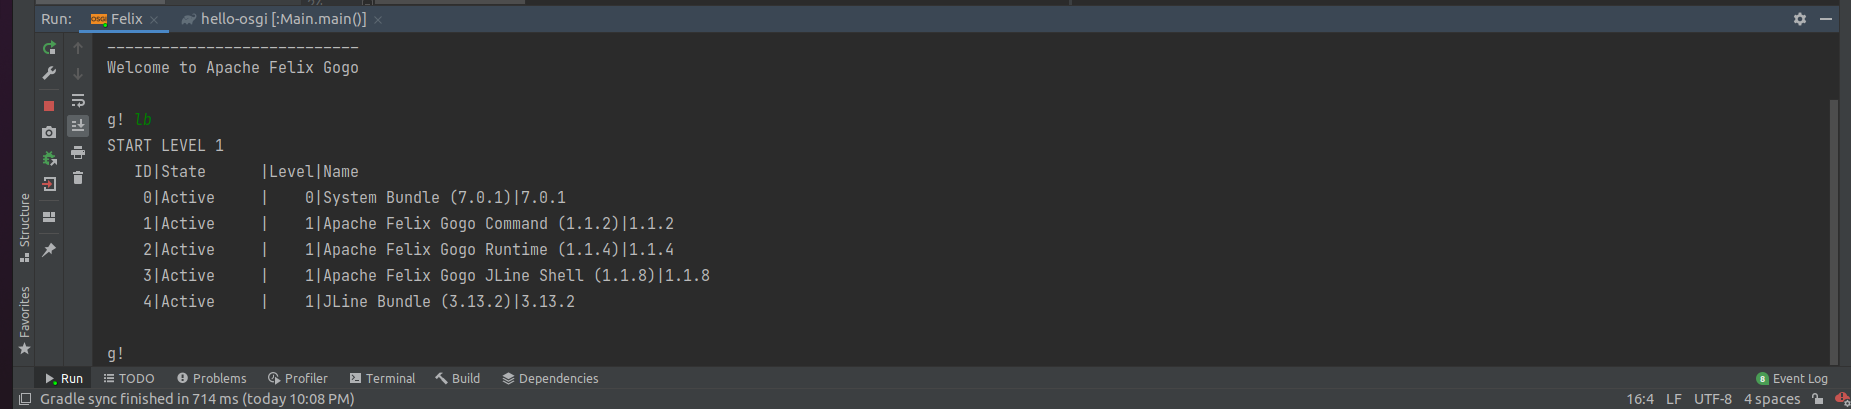 Run: OSGi Felix × hello-osgi [:Main.main()] ×
----------------------------
Welcome to Apache Felix Gogo
g! lb
START LEVEL 1
   ID|State      |Level|Name
    0|Active     |    0|System Bundle (7.0.1)|7.0.1
    1|Active     |    1|Apache Felix Gogo Command (1.1.2)|1.1.2
    2|Active     |    1|Apache Felix Gogo Runtime (1.1.4)|1.1.4
    3|Active     |    1|Apache Felix Gogo JLine Shell (1.1.8)|1.1.8
    4|Active     |    1|JLine Bundle (3.13.2)|3.13.2
g!
Structure
Favorites
Run TODO Problems Profiler Terminal Build Dependencies 8 Event Log
Gradle sync finished in 714 ms (today 10:08 PM) 16:4 LF UTF-8 4 spaces